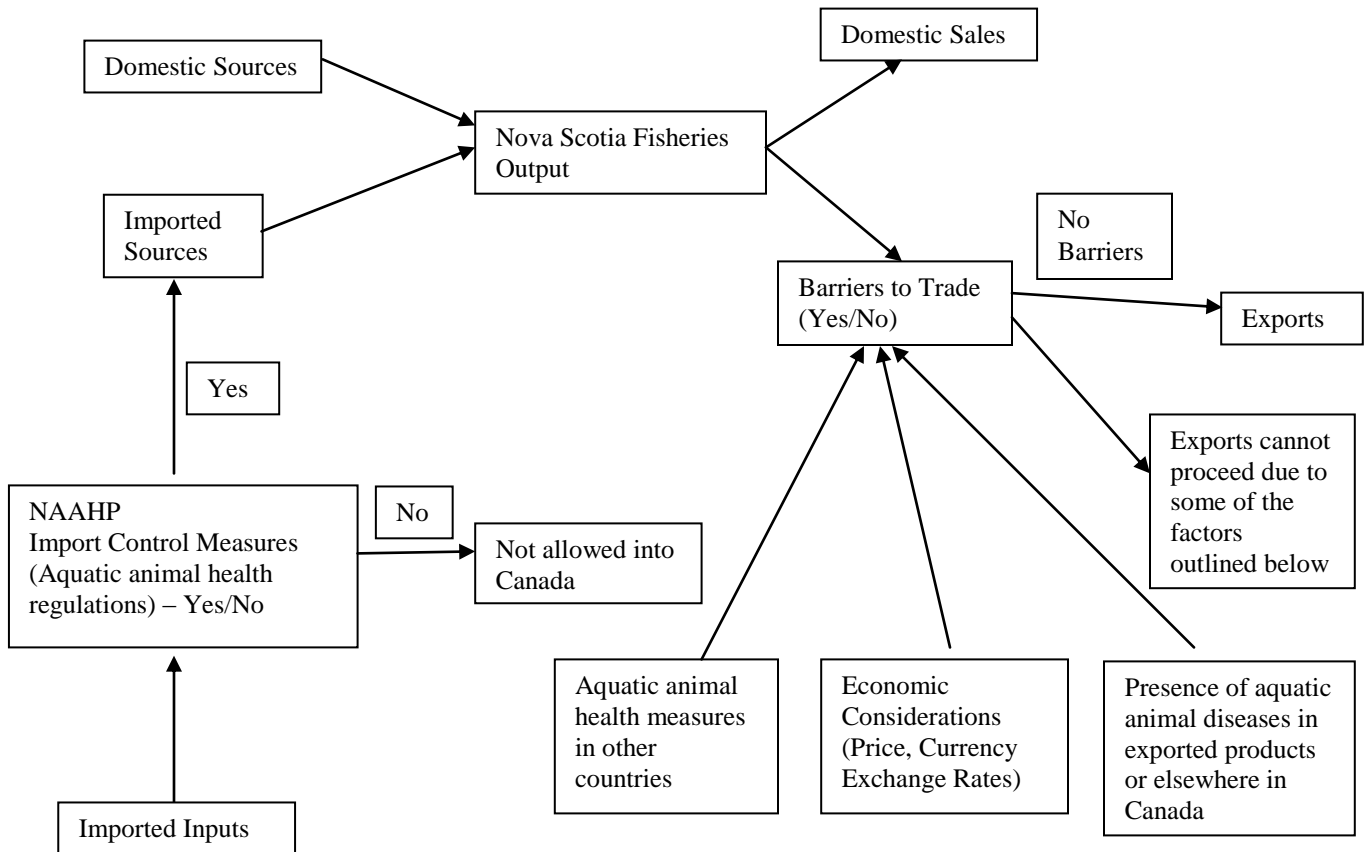 Domestic Sales
Domestic Sources
Nova Scotia Fisheries
Output
Imported
Sources
No
Barriers
Barriers to Trade
(Yes/No)
Exports
Yes
Exports cannot
proceed due to
some of the
factors
outlined below
NAAHP
Import Control Measures
(Aquatic animal health
regulations) – Yes/No
No
Not allowed into
Canada
Aquatic animal
health measures
in other
countries
Economic
Considerations
(Price, Currency
Exchange Rates)
Presence of aquatic
animal diseases in
exported products
or elsewhere in
Canada
Imported Inputs